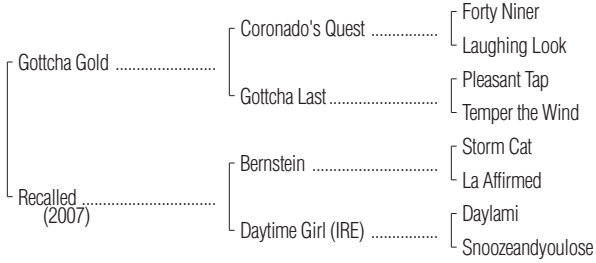 Forty Niner
Coronado's Quest ................
Laughing Look
Gottcha Gold .......................
Pleasant Tap
Gottcha Last .........................
Temper the Wind
Storm Cat
Bernstein .............................
La Affirmed
Recalled ...............................
(2007)
Daylami
Daytime Girl (IRE) ................
Snoozeandyoulose